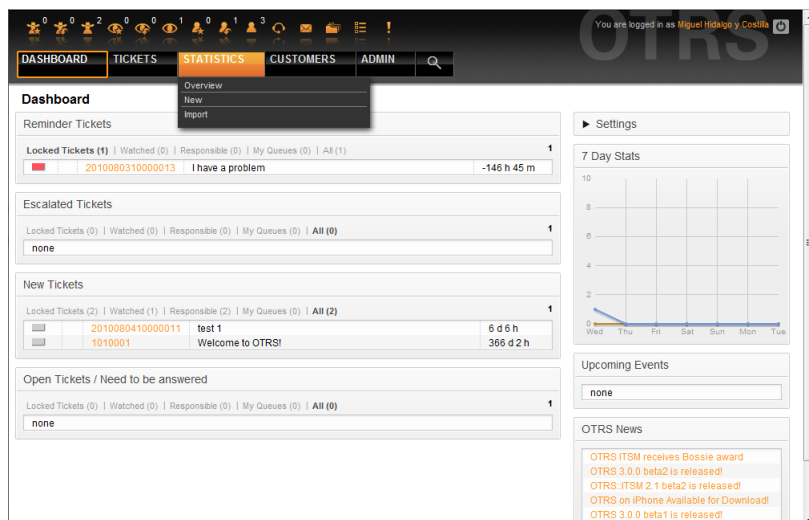 0 0 2 0 0 1 0 1 3
You are logged in as Miguel Hidalgo y Costilla
OTRS
DASHBOARD TICKETS STATISTICS CUSTOMERS ADMIN
Overview
New
Import
Dashboard
Reminder Tickets
Locked Tickets (1) | Watched (0) | Responsible (0) | My Queues (0) | All (1) 1
2010080310000013 I have a problem -146 h 45 m
Escalated Tickets
Locked Tickets (0) | Watched (0) | Responsible (0) | My Queues (0) | All (0) 1
none
New Tickets
Locked Tickets (2) | Watched (1) | Responsible (2) | My Queues (0) | All (2) 1
2010080410000011 test 1 6 d 6 h
1010001 Welcome to OTRS! 366 d 2 h
Open Tickets / Need to be answered
Locked Tickets (0) | Watched (0) | Responsible (0) | My Queues (0) | All (0) 1
none
Settings
7 Day Stats
10
8
6
4
2
0
Wed Thu Fri Sat Sun Mon Tue
Upcoming Events
none
OTRS News
OTRS ITSM receives Bossie award
OTRS 3.0.0 beta2 is released!
OTRS::ITSM 2.1 beta2 is released!
OTRS on iPhone Available for Download!
OTRS 3.0.0 beta1 is released!